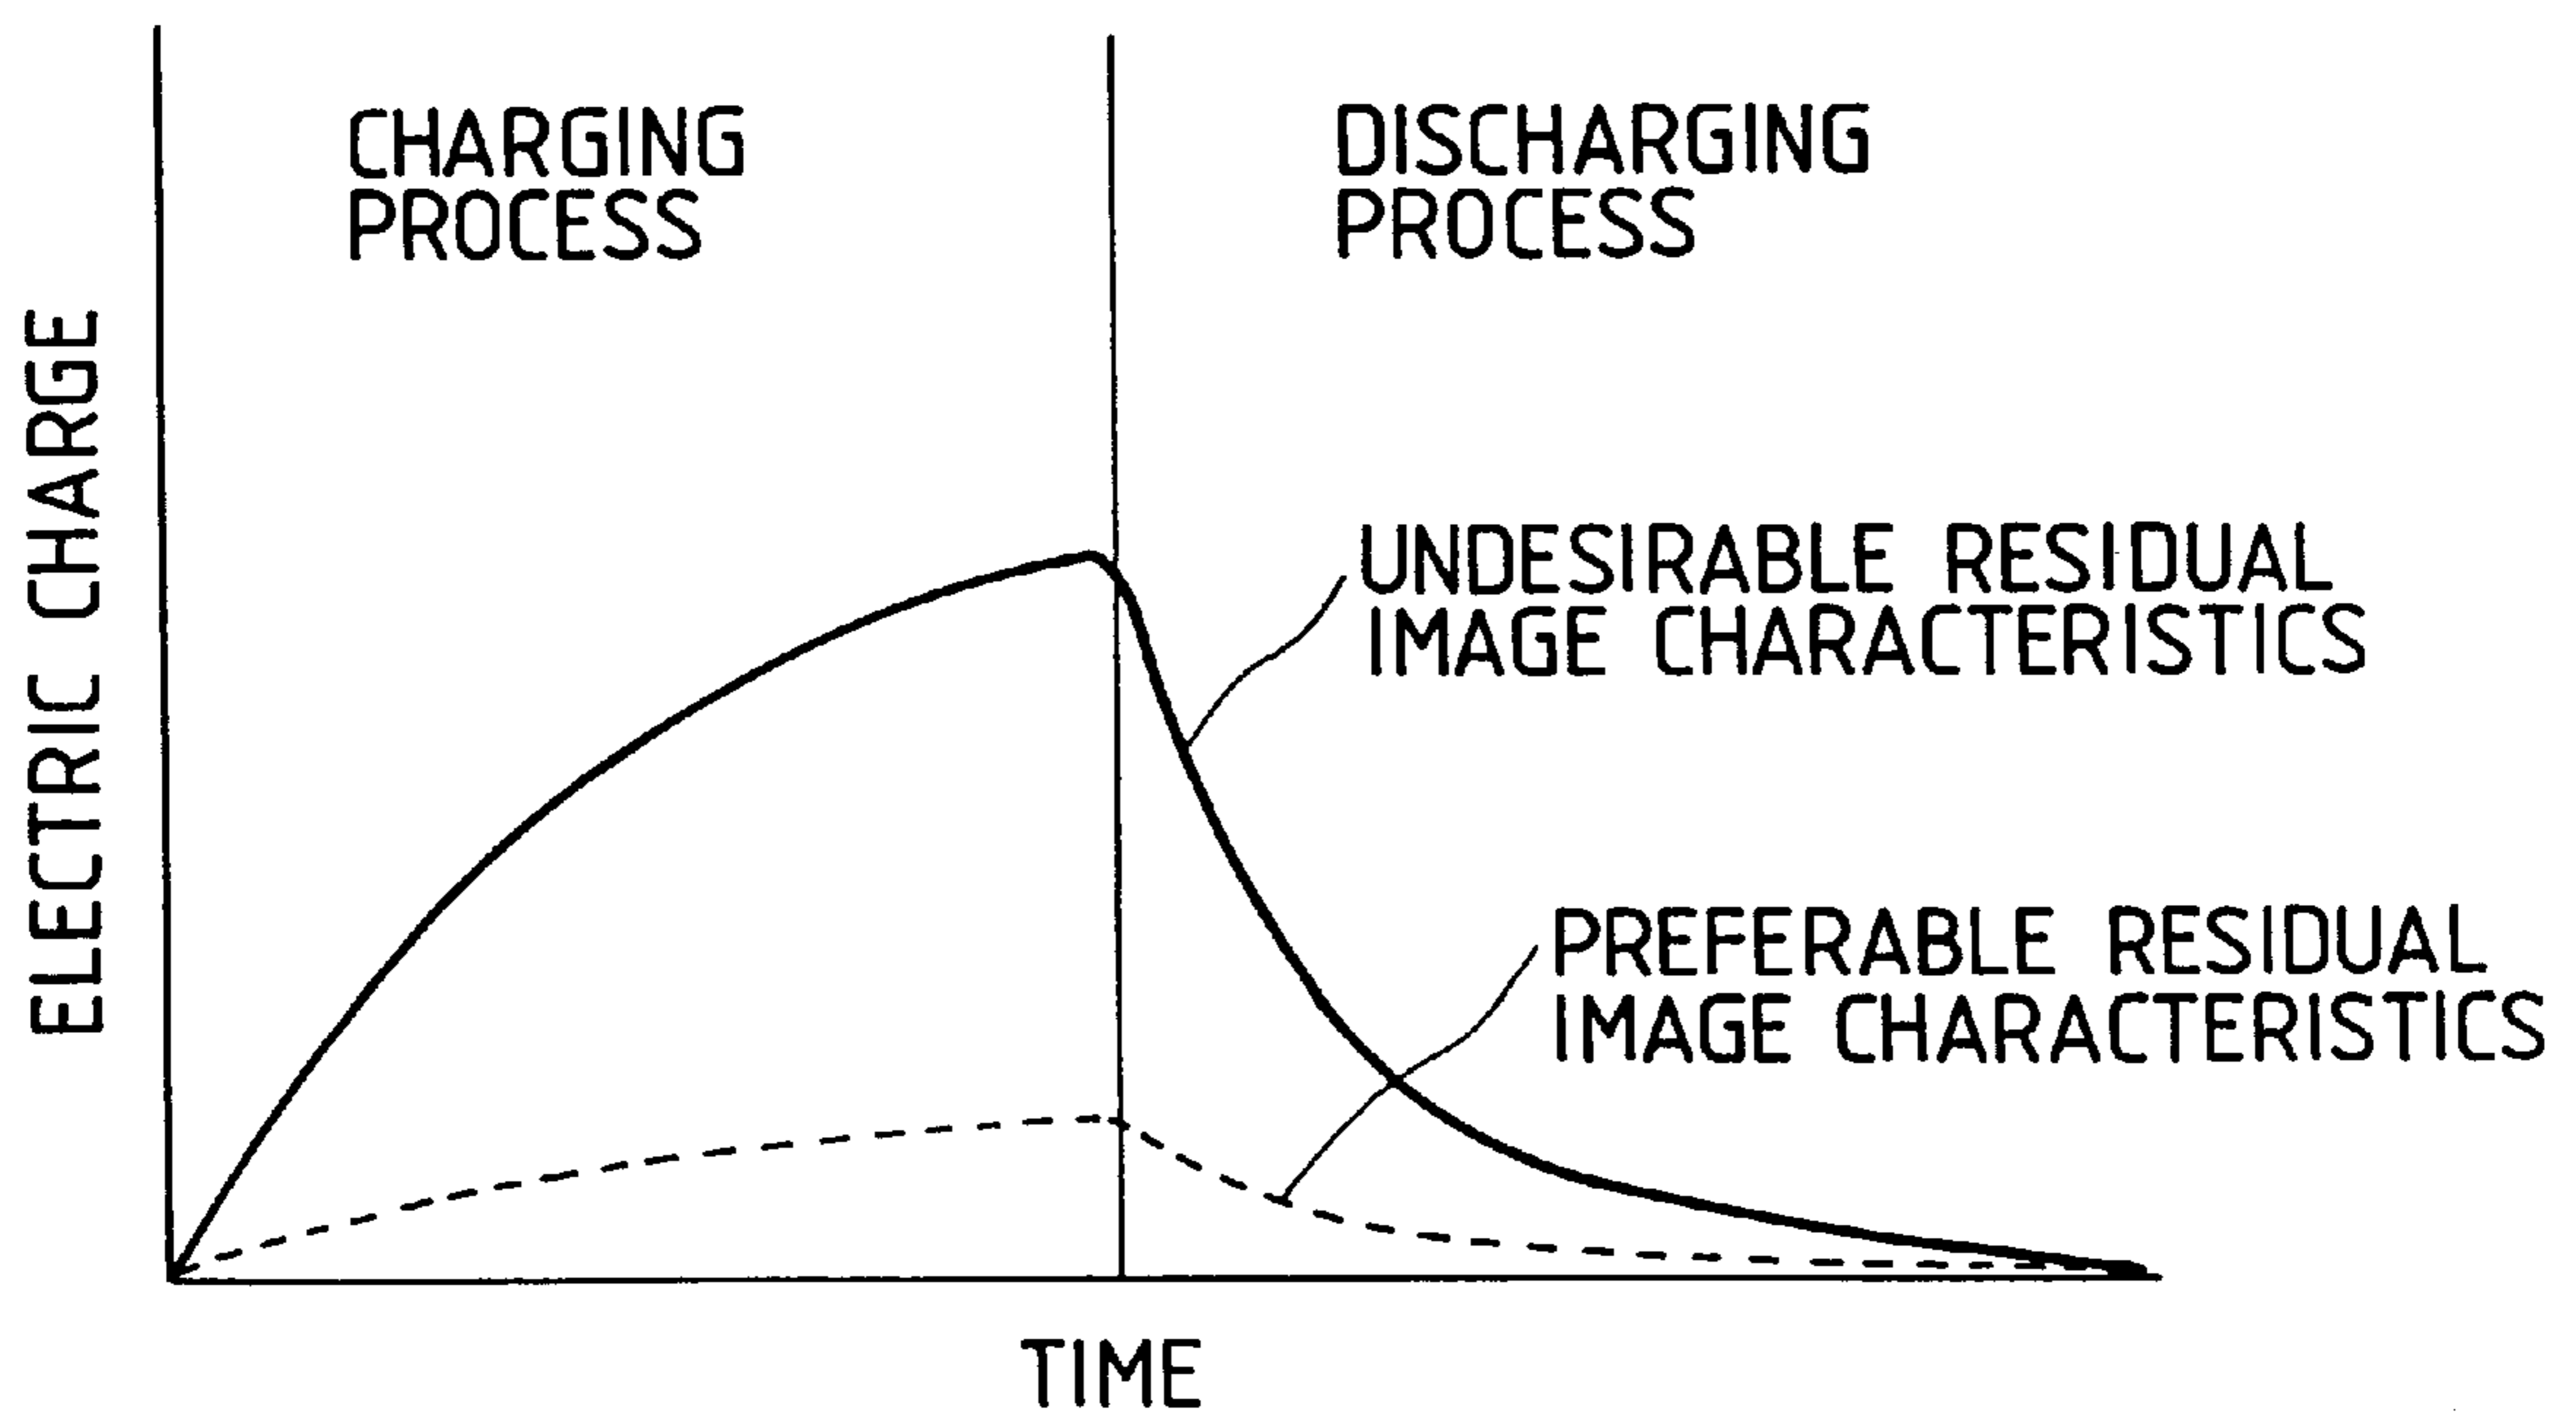 CHARGING
PROCESS
DISCHARGING
PROCESS
ELECTRIC CHARGE
UNDESIRABLE RESIDUAL
IMAGE CHARACTERISTICS
PREFERABLE RESIDUAL
IMAGE CHARACTERISTICS
TIME